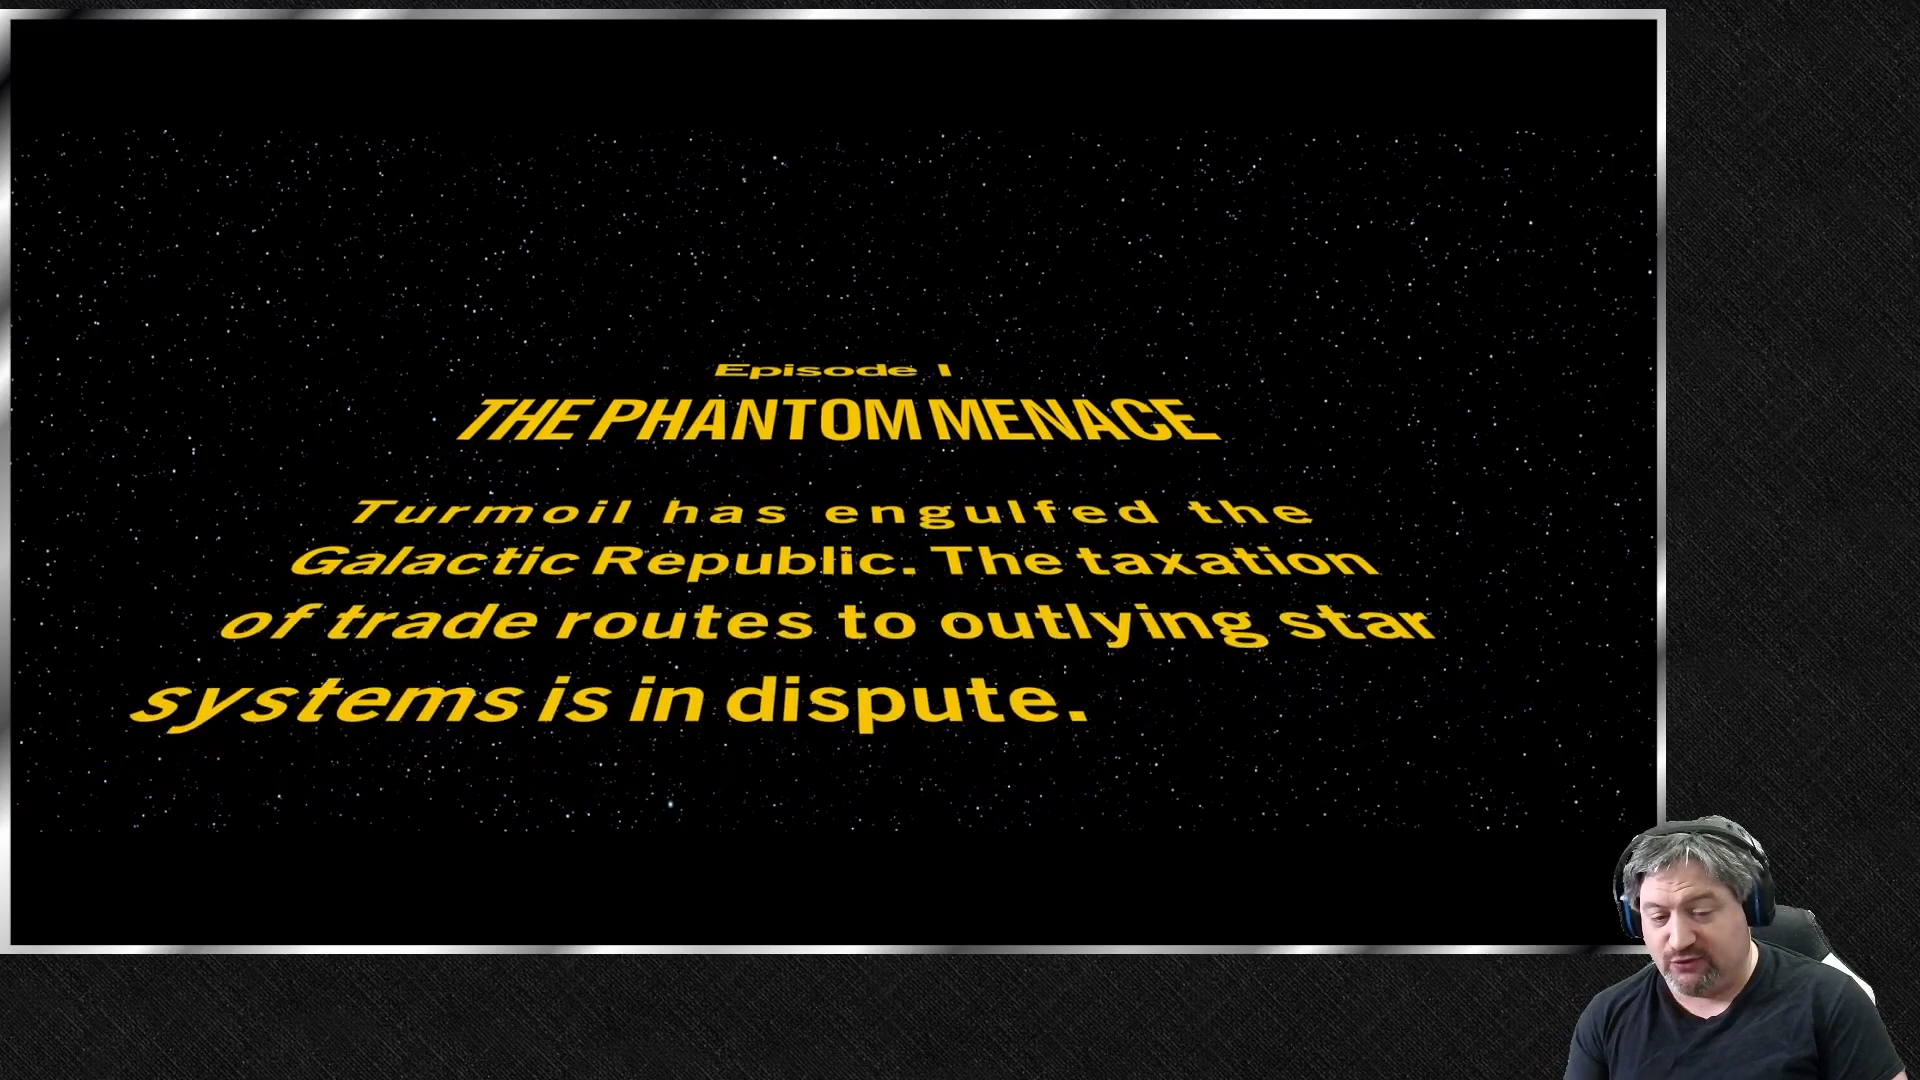 Episode I
THE PHANTOM MENACE
Turmoil has engulfed the
Galactic Republic. The taxation
of trade routes to outlying star
systems is in dispute.